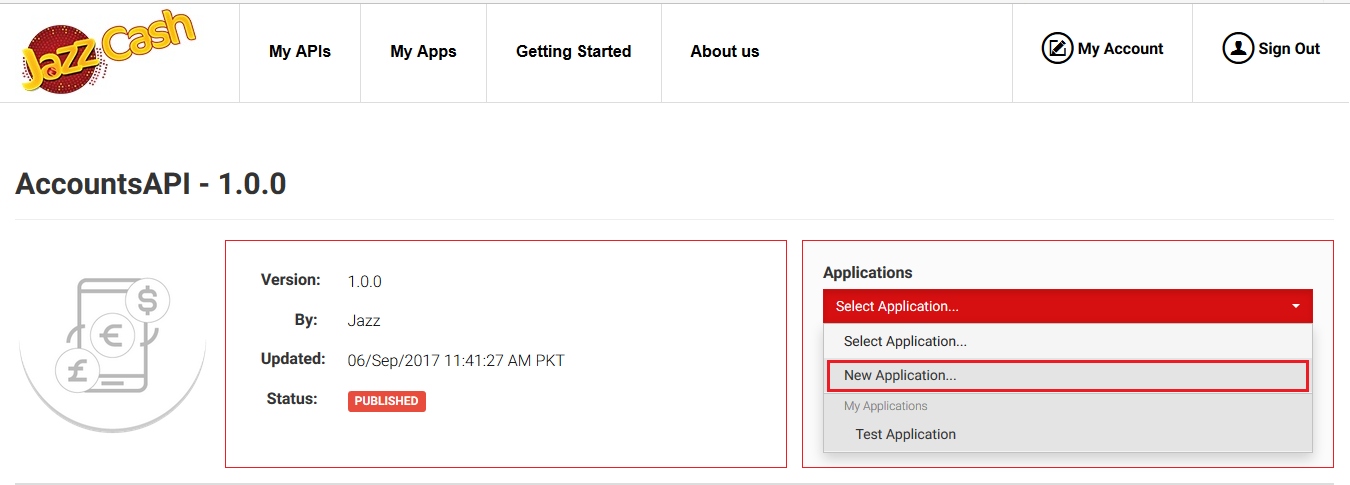 Jazz Cash
My APIs
My Apps
Getting Started
About us
My Account
Sign Out
AccountsAPI - 1.0.0
Version: 1.0.0
By: Jazz
Updated: 06/Sep/2017 11:41:27 AM PKT
Status: PUBLISHED
$
€
£
Applications
Select Application...
Select Application...
New Application...
My Applications
Test Application